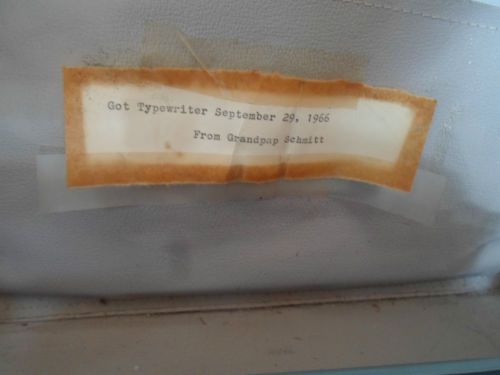 Got Typewriter September 29, 1966
From Grandpap Schmitt